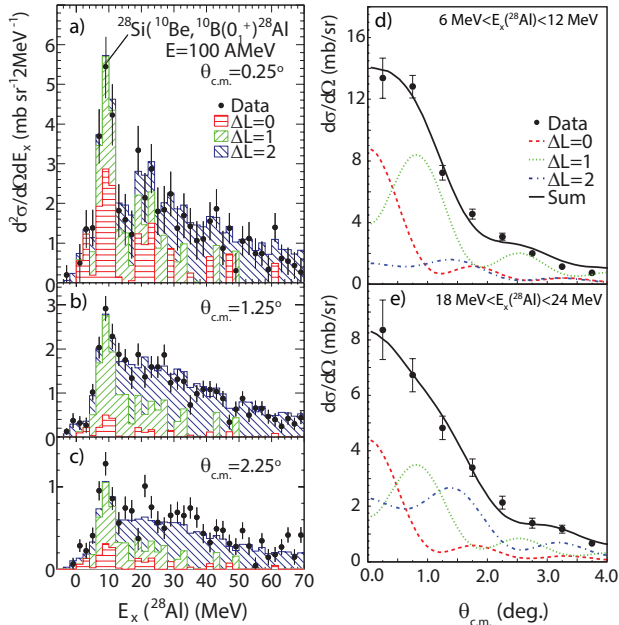 a)
²⁸Si(¹⁰Be,¹⁰B(0₁⁺)²⁸Al
E=100 AMeV
θc.m.=0.25º
Data
ΔL=0
ΔL=1
ΔL=2
d²σ/dΩdEₓ (mb sr⁻¹2MeV⁻¹)
6
5
4
3
2
1
0
b)
θc.m.=1.25º
3
2
1
0
c)
θc.m.=2.25º
2
1
0
0 10 20 30 40 50 60 70
Eₓ (²⁸Al) (MeV)
d)
6 MeV<Eₓ(²⁸Al)<12 MeV
Data
ΔL=0
ΔL=1
ΔL=2
Sum
dσ/dΩ (mb/sr)
16
12
8
4
0
e)
18 MeV<Eₓ(²⁸Al)<24 MeV
dσ/dΩ (mb/sr)
8
6
4
2
0
0.0 1.0 2.0 3.0 4.0
θc.m. (deg.)